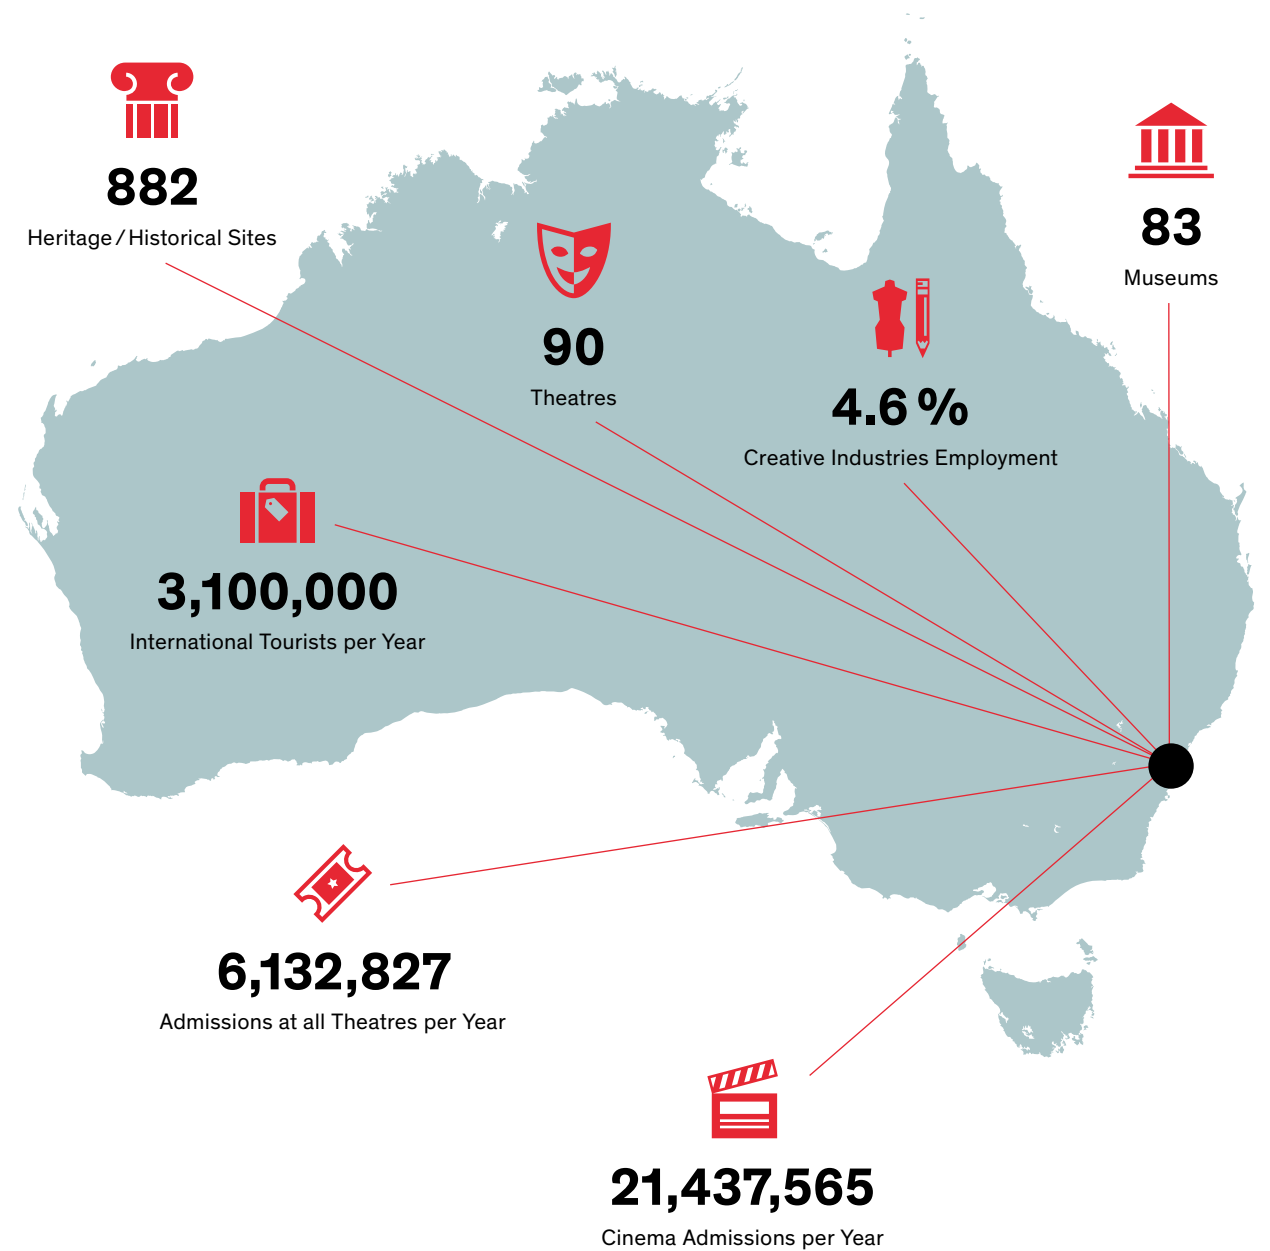 882
Heritage / Historical Sites
83
Museums
90
Theatres
4.6 %
Creative Industries Employment
3,100,000
International Tourists per Year
6,132,827
Admissions at all Theatres per Year
21,437,565
Cinema Admissions per Year